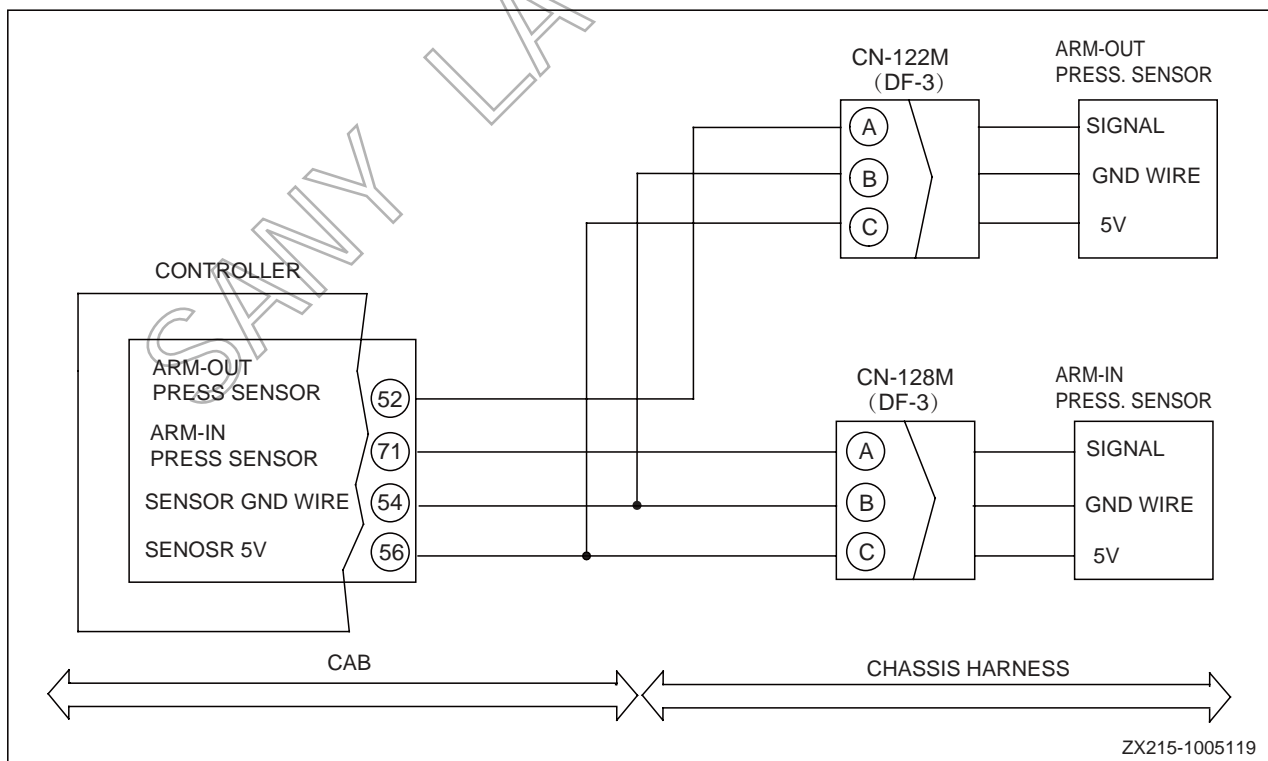 SANY LA
CN-122M
（DF-3）
ARM-OUT
PRESS. SENSOR
A
SIGNAL
B
GND WIRE
C
5V
CONTROLLER
ARM-OUT
PRESS SENSOR
52
ARM-IN
PRESS SENSOR
71
SENSOR GND WIRE
54
SENOSR 5V
56
CN-128M
（DF-3）
ARM-IN
PRESS. SENSOR
A
SIGNAL
B
GND WIRE
C
5V
CAB
CHASSIS HARNESS
ZX215-1005119